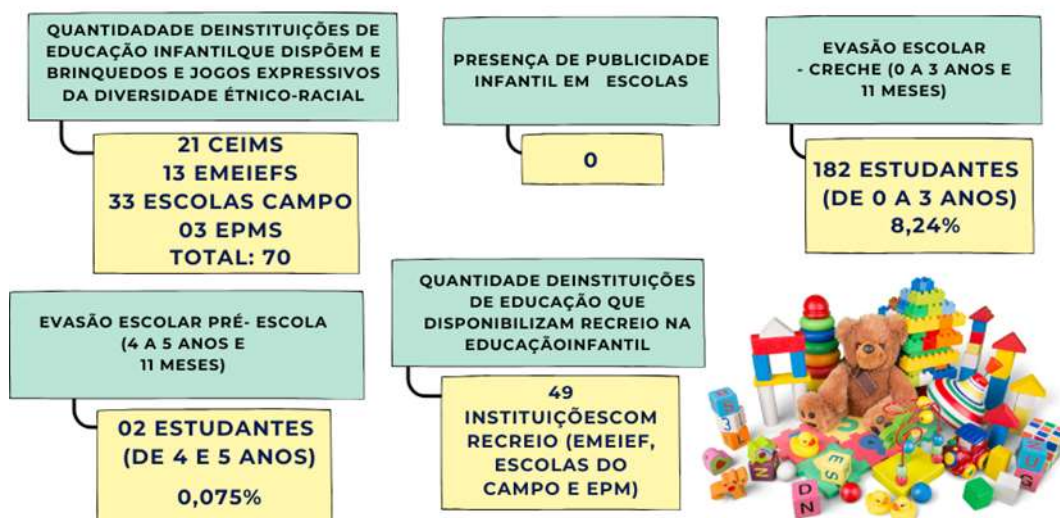 QUANTIDADADE DEINSTITUIÇÕES DE
EDUCAÇÃO INFANTILQUE DISPÕEM E
BRINQUEDOS E JOGOS EXPRESSIVOS
DA DIVERSIDADE ÉTNICO-RACIAL
21 CEIMS
13 EMEIEFS
33 ESCOLAS CAMPO
03 EPMS
TOTAL: 70
PRESENÇA DE PUBLICIDADE
INFANTIL EM ESCOLAS
0
EVASÃO ESCOLAR
- CRECHE (0 A 3 ANOS E
11 MESES)
182 ESTUDANTES
(DE 0 A 3 ANOS)
8,24%
EVASÃO ESCOLAR PRÉ- ESCOLA
(4 A 5 ANOS E
11 MESES)
02 ESTUDANTES
(DE 4 E 5 ANOS)
0,075%
QUANTIDADE DEINSTITUIÇÕES
DE EDUCAÇÃO QUE
DISPONIBILIZAM RECREIO NA
EDUCAÇÃOINFANTIL
49
INSTITUIÇÕESCOM
RECREIO (EMEIEF,
ESCOLAS DO
CAMPO E EPM)